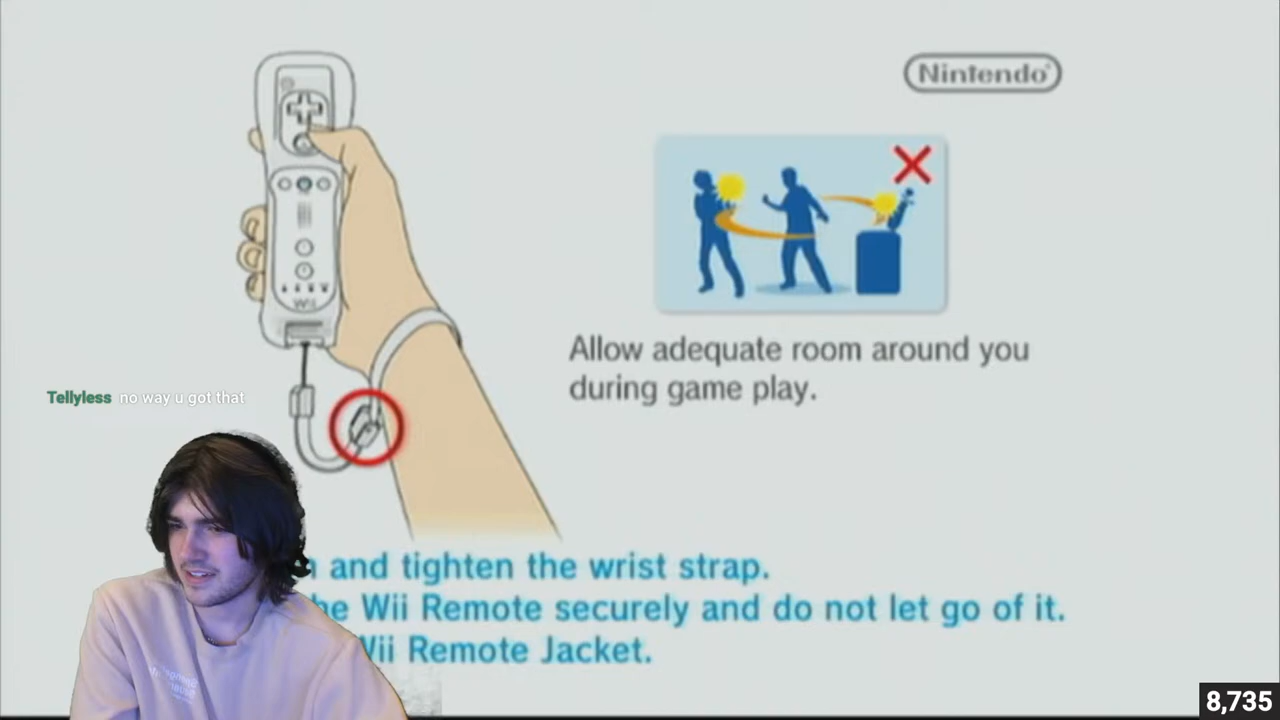 Nintendo
Allow adequate room around you
during game play.
Tellyless no way u got that
Wii
and tighten the wrist strap.
he Wii Remote securely and do not let go of it.
Wii Remote Jacket.
8,735